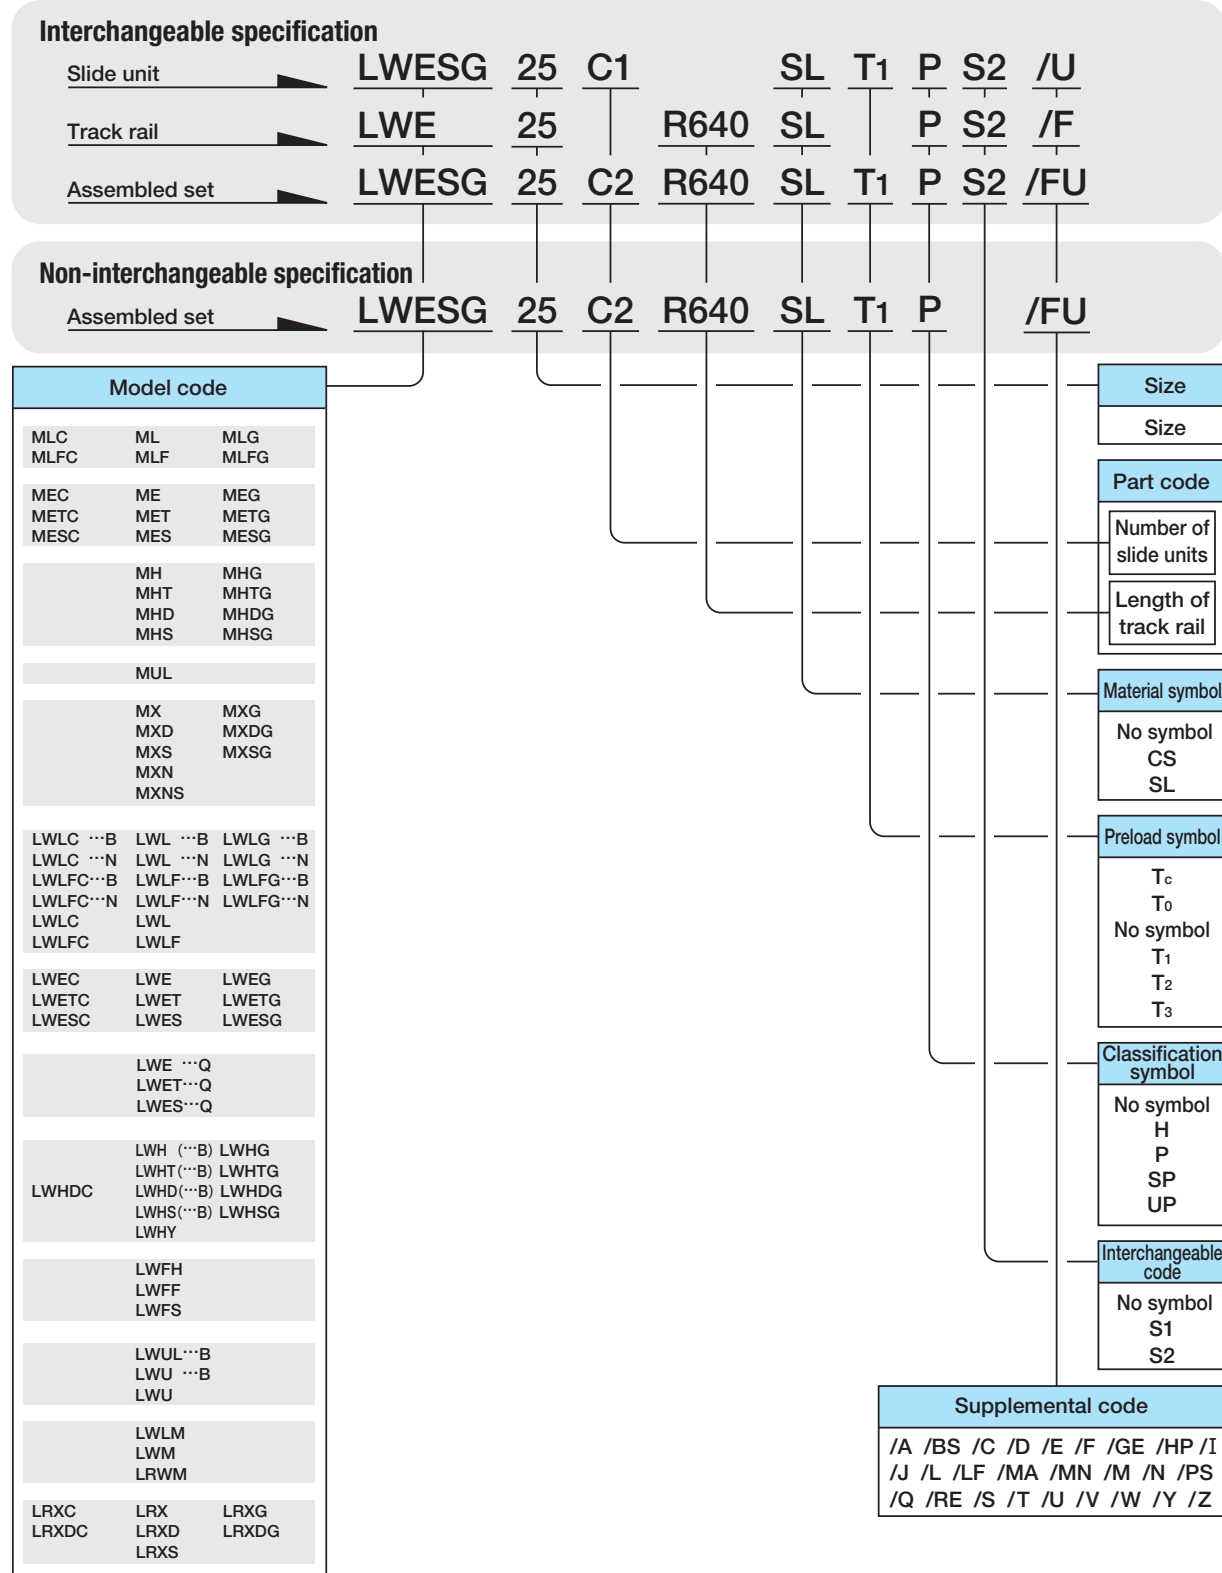 Interchangeable specification
Slide unit LWESG 25 C1 SL T1 P S2 /U
Track rail LWE 25 R640 SL P S2 /F
Assembled set LWESG 25 C2 R640 SL T1 P S2 /FU
Non-interchangeable specification
Assembled set LWESG 25 C2 R640 SL T1 P /FU
Model code
MLC ML MLG
MLFC MLF MLFG
MEC ME MEG
METC MET METG
MESC MES MESG
MH MHG
MHT MHTG
MHD MHDG
MHS MHSG
MUL
MX MXG
MXD MXDG
MXS MXSG
MXN
MXNS
LWLC ···B LWL ···B LWLG ···B
LWLC ···N LWL ···N LWLG ···N
LWLFC···B LWLF···B LWLFG···B
LWLFC···N LWLF···N LWLFG···N
LWLC LWL
LWLFC LWLF
LWEC LWE LWEG
LWETC LWET LWETG
LWESC LWES LWESG
LWE ···Q
LWET···Q
LWES···Q
LWH (···B) LWHG
LWHT(···B) LWHTG
LWHDC LWHD(···B) LWHDG
LWHS(···B) LWHSG
LWHY
LWFH
LWFF
LWFS
LWUL···B
LWU ···B
LWU
LWLM
LWM
LRWM
LRXC LRX LRXG
LRXDC LRXD LRXDG
LRXS
Size
Size
Part code
Number of
slide units
Length of
track rail
Material symbol
No symbol
CS
SL
Preload symbol
Tc
T0
No symbol
T1
T2
T3
Classification
symbol
No symbol
H
P
SP
UP
Interchangeable
code
No symbol
S1
S2
Supplemental code
/A /BS /C /D /E /F /GE /HP /I
/J /L /LF /MA /MN /M /N /PS
/Q /RE /S /T /U /V /W /Y /Z